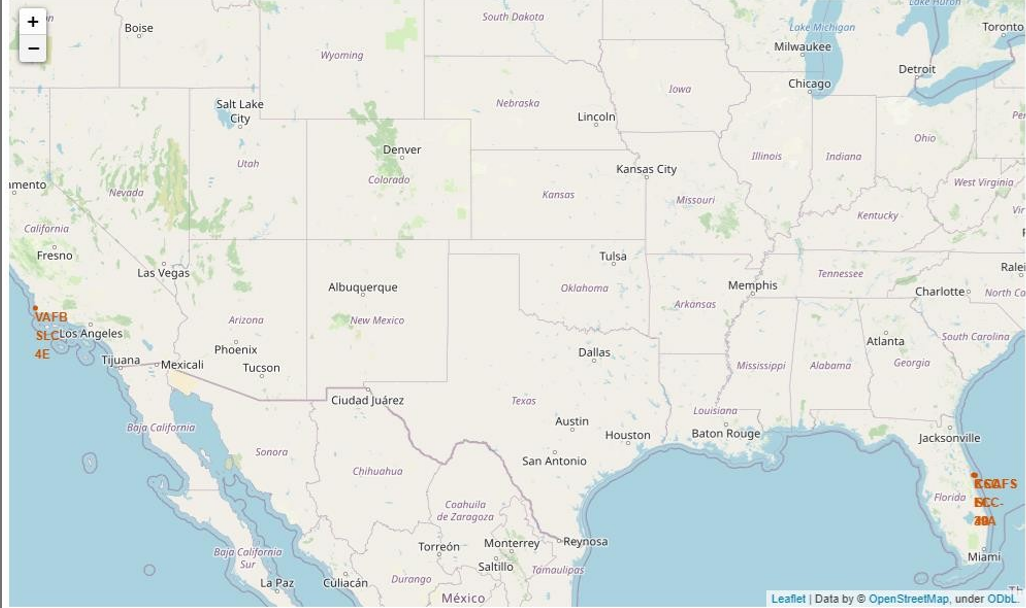 +
−
Boise
South Dakota
Lake Huron
Lake Michigan
Toronto
Milwaukee
Wyoming
Detroit
Chicago
Iowa
Salt Lake
City
Nebraska
Lincoln
Ohio
Denver
Illinois
Indiana
Utah
Kansas City
Colorado
West Virginia
Nevada
Kansas
Missouri
Kentucky
California
Fresno
Tulsa
Las Vegas
Tennessee
Albuquerque
Oklahoma
Memphis
Charlotte
North Ca
Arkansas
VAFB
SLC-
4E
Los Angeles
Arizona
New Mexico
South Carolina
Atlanta
Phoenix
Dallas
Tijuana
Mexicali
Tucson
Mississippi
Alabama
Georgia
Ciudad Juárez
Texas
Louisiana
Austin
Baja California
Houston
Baton Rouge
Jacksonville
Sonora
San Antonio
Chihuahua
Florida
Coahuila
de Zaragoza
Reynosa
Monterrey
Torreón
Miami
Baja California
Sur
Saltillo
Tamaulipas
Durango
La Paz
Culiacán
México
Leaflet | Data by © OpenStreetMap, under ODbL.